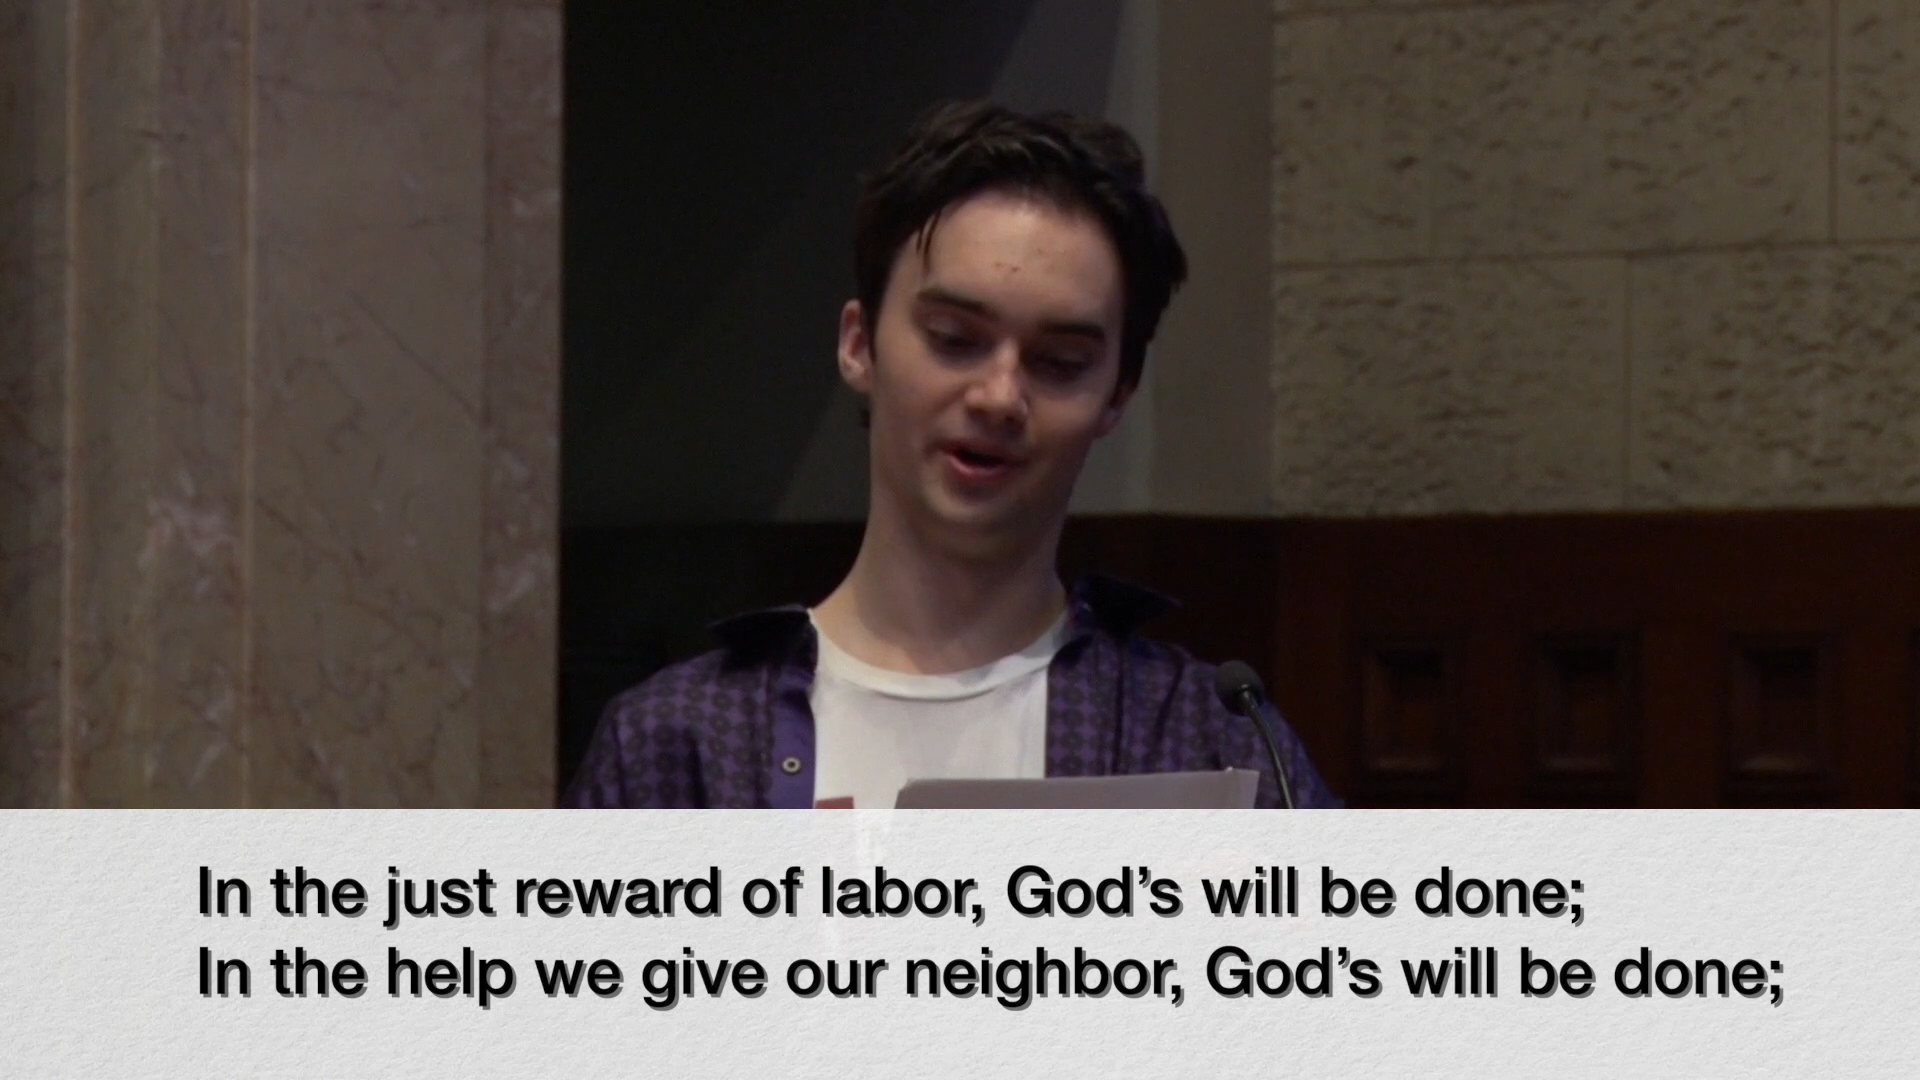 In the just reward of labor, God’s will be done;
In the help we give our neighbor, God’s will be done;